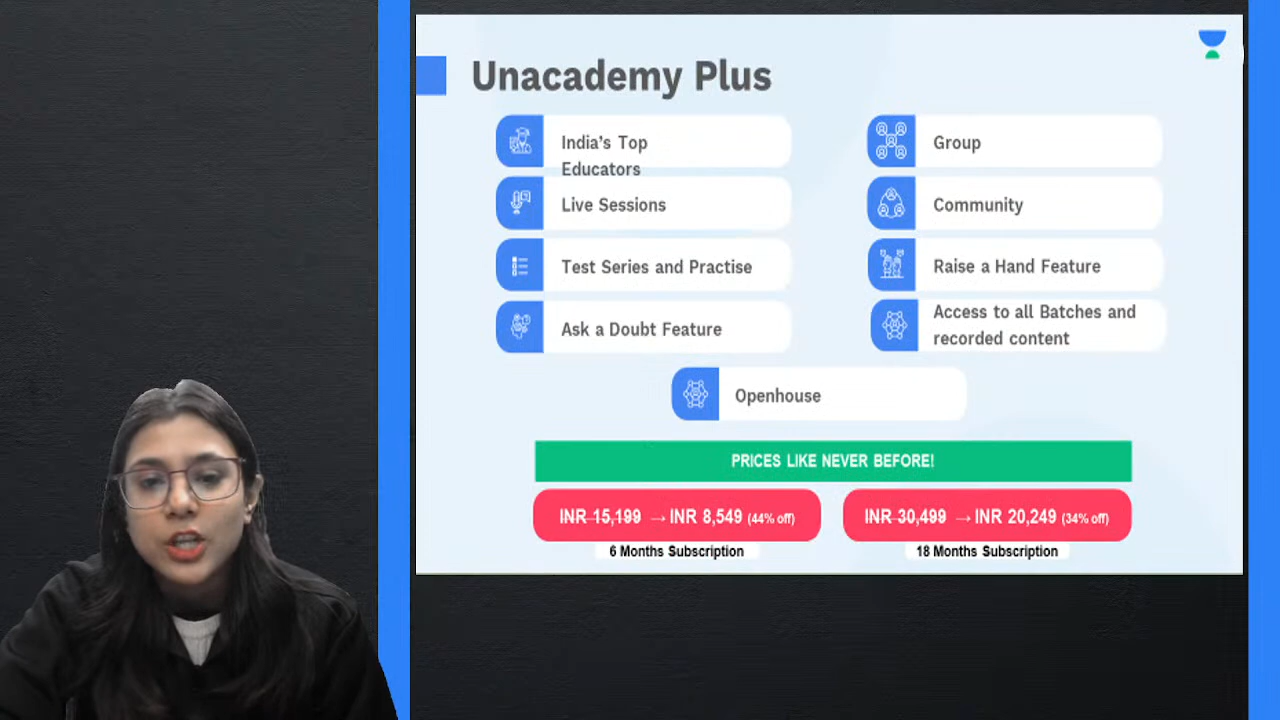 Unacademy Plus
India's Top
Educators
Live Sessions
Test Series and Practise
Ask a Doubt Feature
Group
Community
Raise a Hand Feature
Access to all Batches and
recorded content
Openhouse
PRICES LIKE NEVER BEFORE!
INR 15,199 → INR 8,549 (44% off)
6 Months Subscription
INR 30,499 → INR 20,249 (34% off)
18 Months Subscription